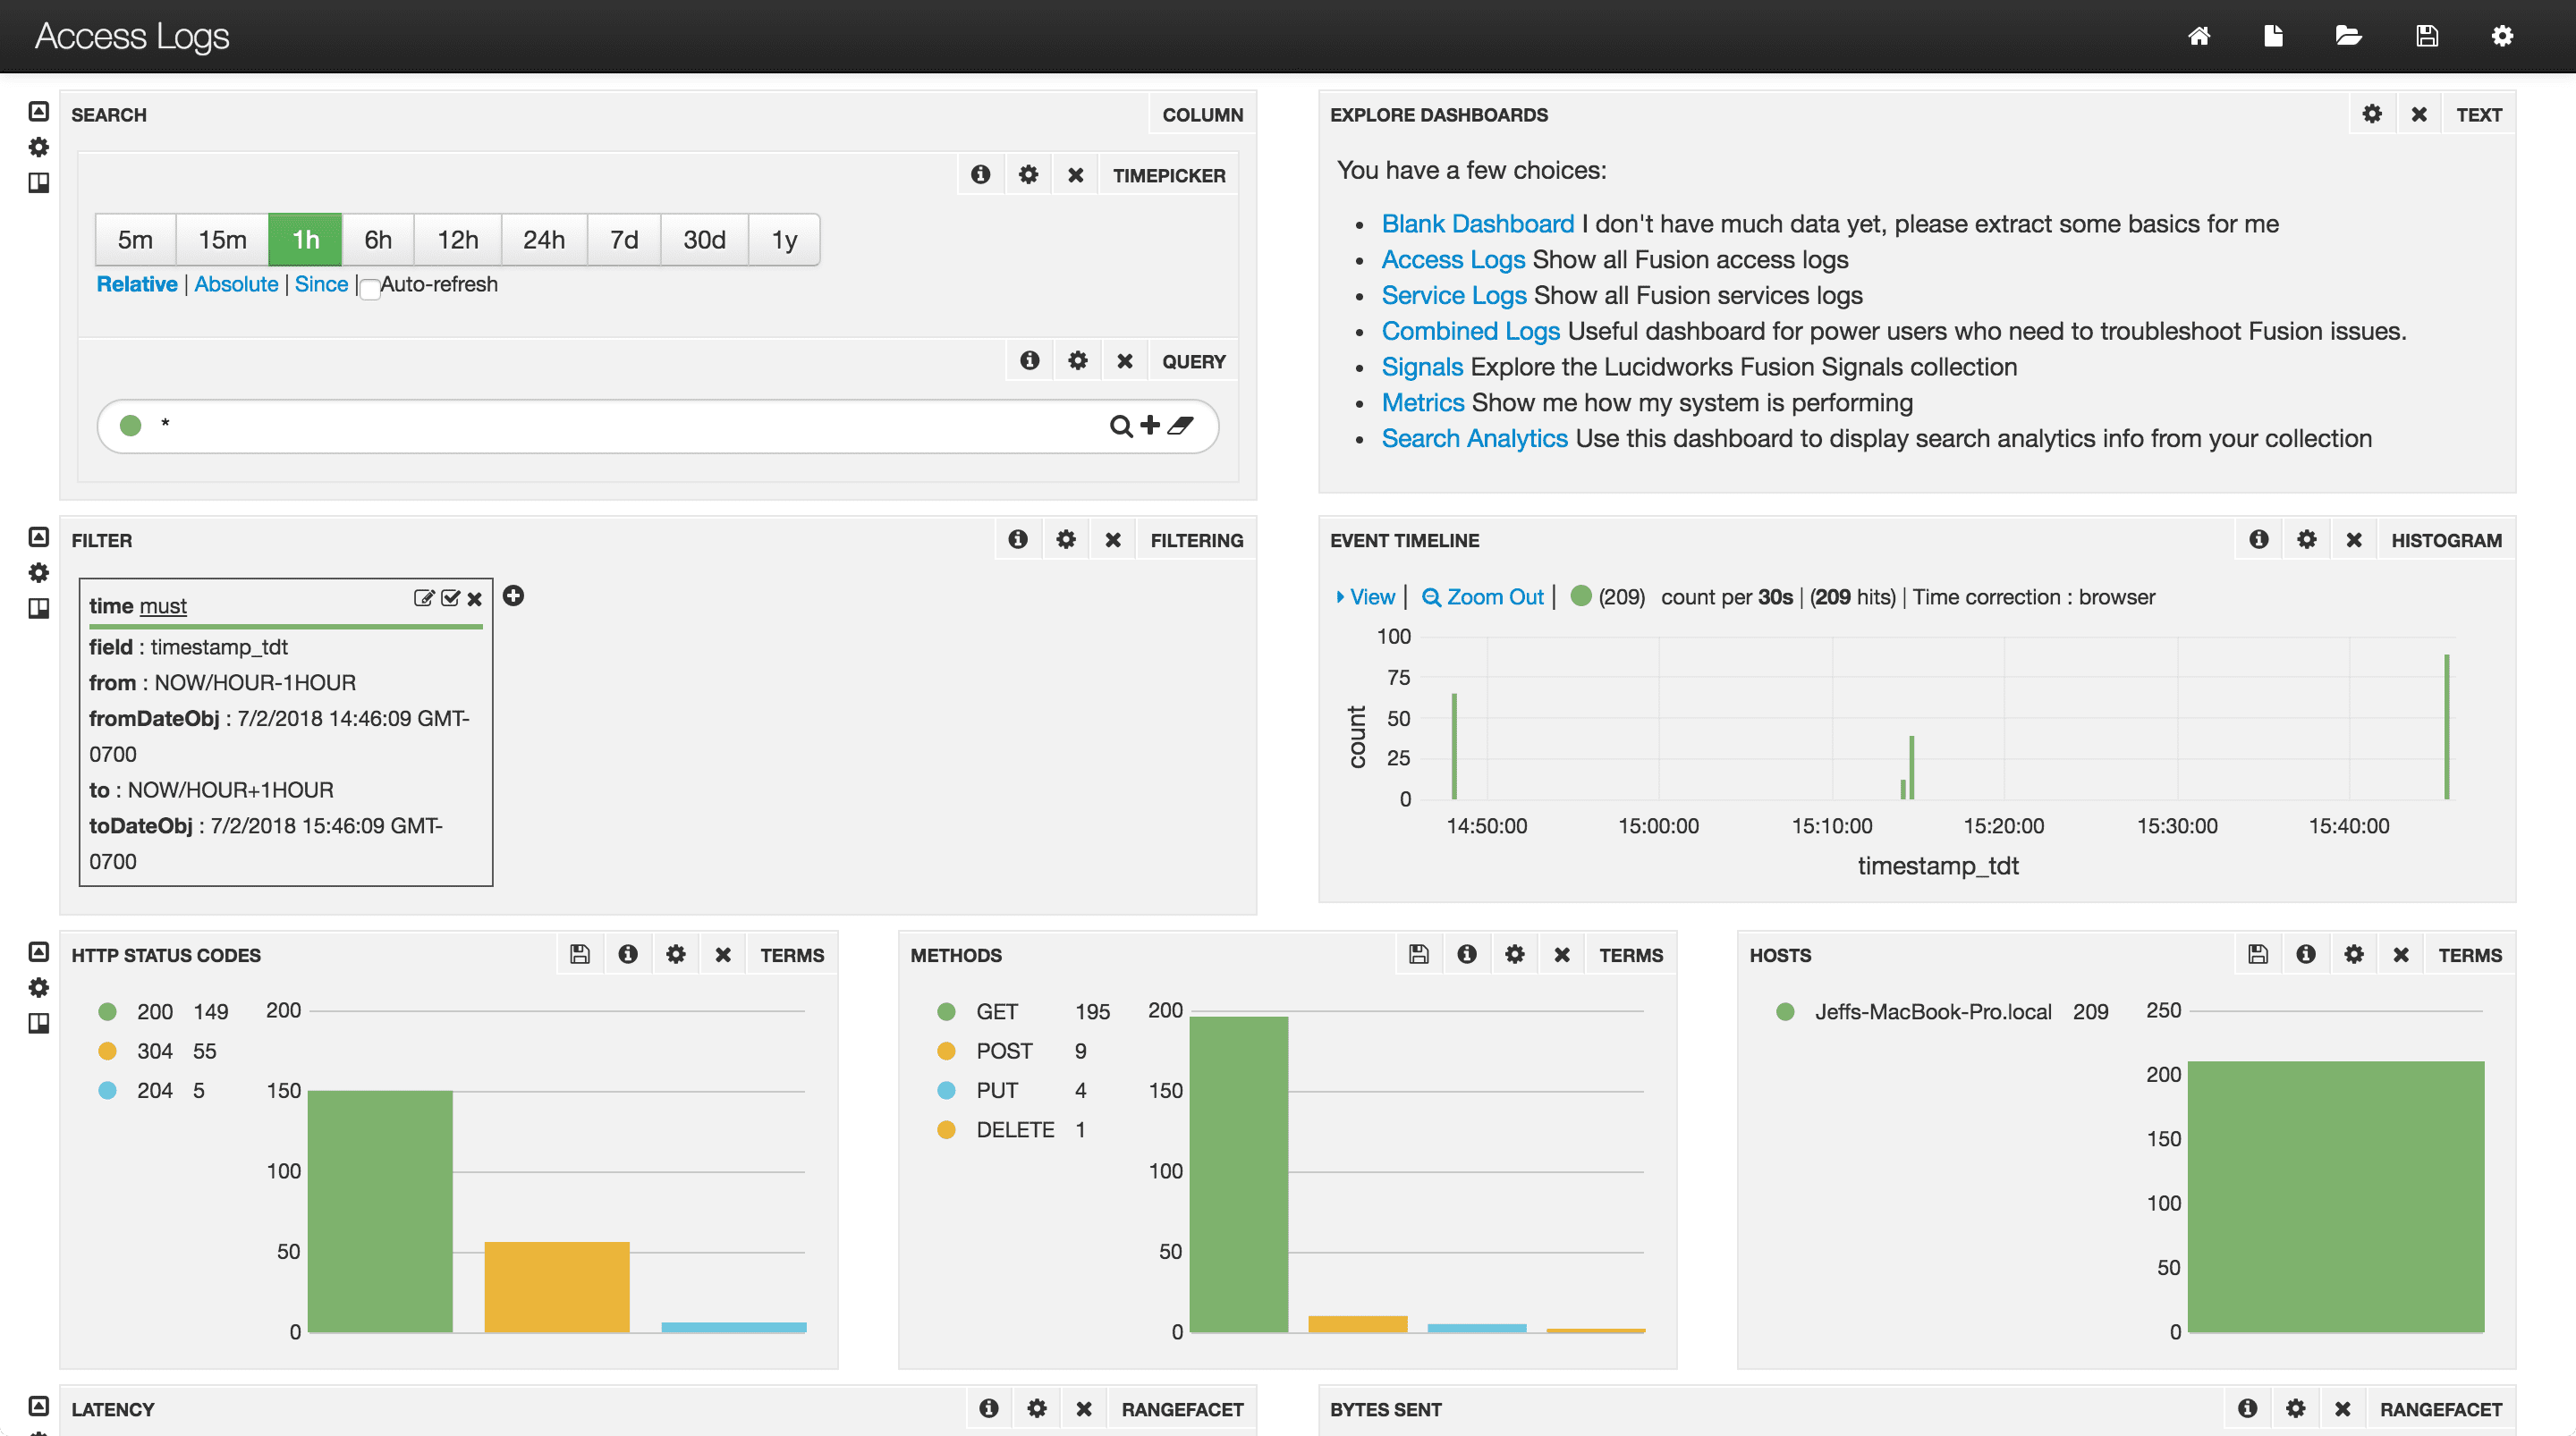 Access Logs
SEARCH
COLUMN
TIMEPICKER
5m 15m 1h 6h 12h 24h 7d 30d 1y
Relative | Absolute | Since | Auto-refresh
QUERY
*
EXPLORE DASHBOARDS
TEXT
You have a few choices:
• Blank Dashboard I don't have much data yet, please extract some basics for me
• Access Logs Show all Fusion access logs
• Service Logs Show all Fusion services logs
• Combined Logs Useful dashboard for power users who need to troubleshoot Fusion issues.
• Signals Explore the Lucidworks Fusion Signals collection
• Metrics Show me how my system is performing
• Search Analytics Use this dashboard to display search analytics info from your collection
FILTER
FILTERING
time must
field : timestamp_tdt
from : NOW/HOUR-1HOUR
fromDateObj : 7/2/2018 14:46:09 GMT-
0700
to : NOW/HOUR+1HOUR
toDateObj : 7/2/2018 15:46:09 GMT-
0700
EVENT TIMELINE
HISTOGRAM
View | Zoom Out | (209) count per 30s | (209 hits) | Time correction : browser
100
75
50
25
0
count
14:50:00 15:00:00 15:10:00 15:20:00 15:30:00 15:40:00
timestamp_tdt
HTTP STATUS CODES
TERMS
200 149
304 55
204 5
200
150
100
50
0
METHODS
TERMS
GET 195
POST 9
PUT 4
DELETE 1
200
150
100
50
0
HOSTS
TERMS
Jeffs-MacBook-Pro.local 209
250
200
150
100
50
0
LATENCY
RANGEFACET
BYTES SENT
RANGEFACET